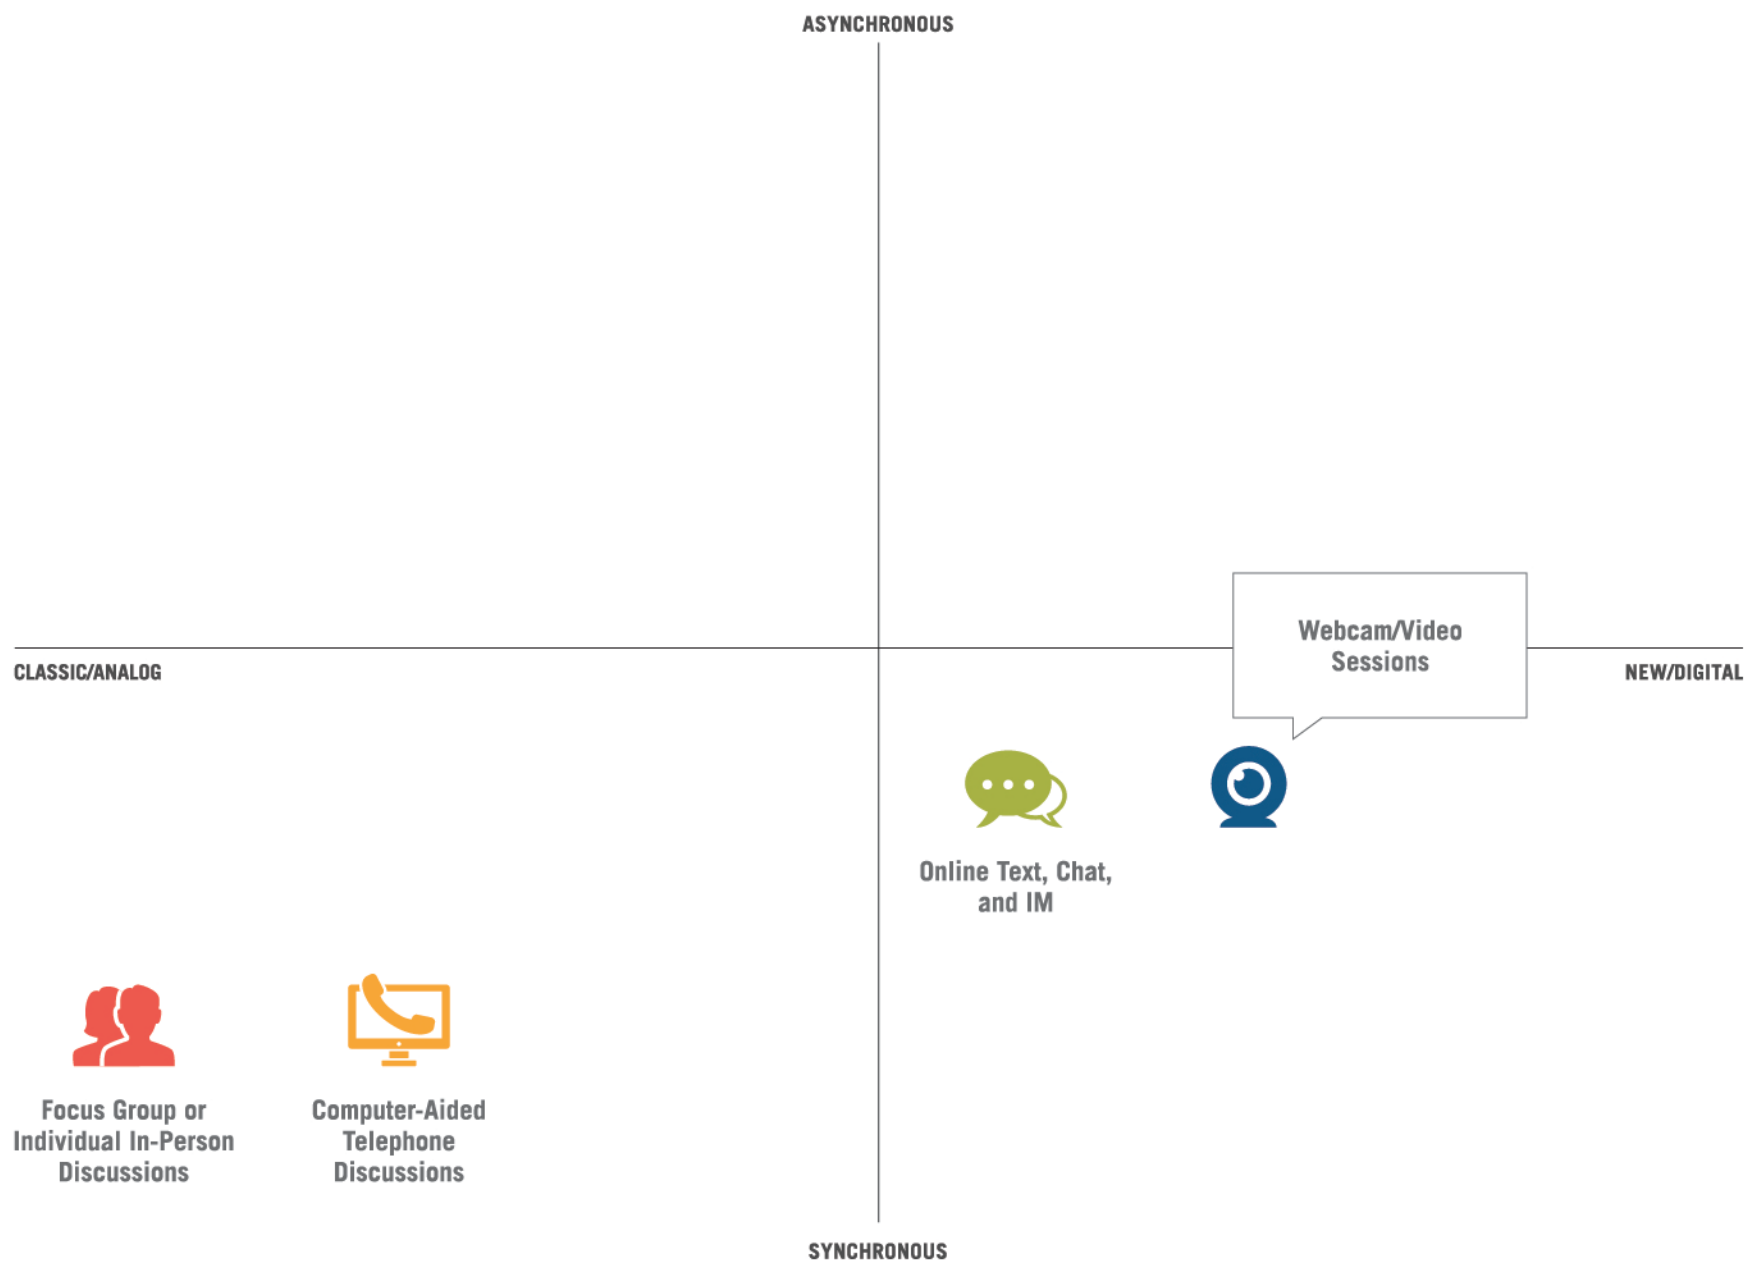 ASYNCHRONOUS
Webcam/Video
Sessions
CLASSIC/ANALOG
NEW/DIGITAL
Online Text, Chat,
and IM
Focus Group or
Individual In-Person
Discussions
Computer-Aided
Telephone
Discussions
SYNCHRONOUS